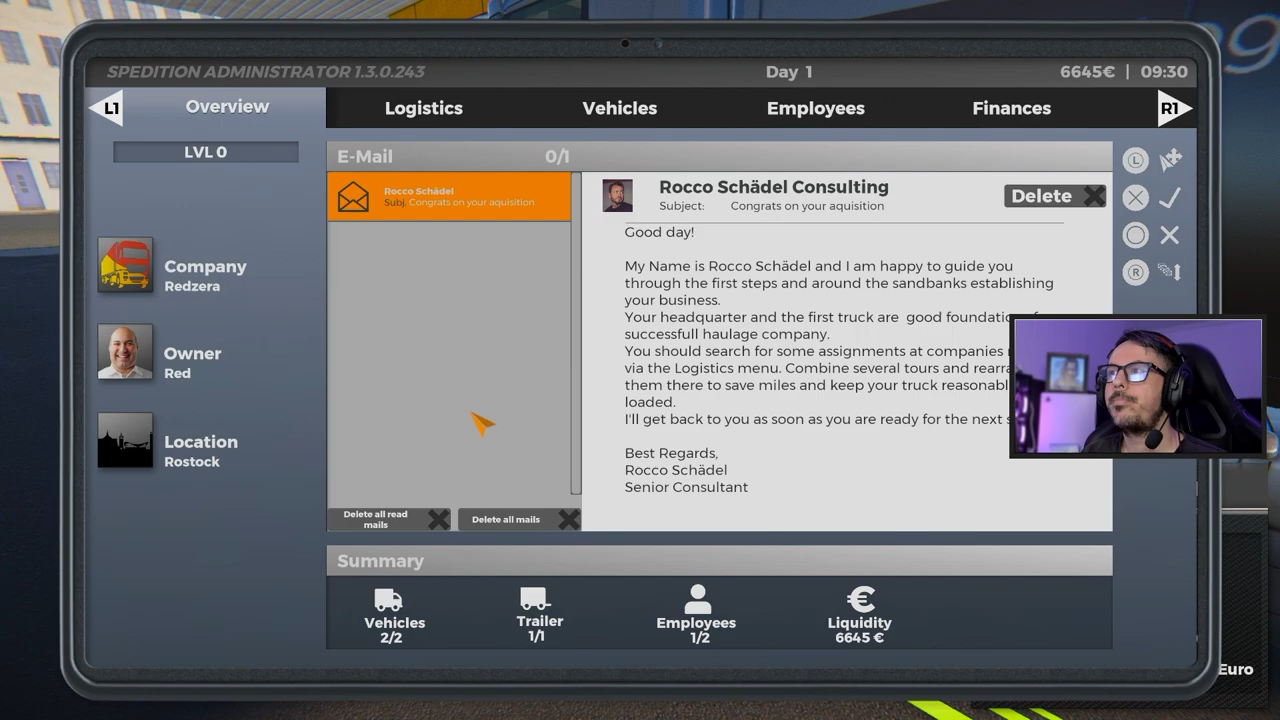 SPEDITION ADMINISTRATOR 1.3.0.243
Day 1
6645€ | 09:30
L1
Overview
Logistics
Vehicles
Employees
Finances
R1
LVL 0
E-Mail 0/1
Rocco Schädel
Subj. Congrats on your aquisition
Rocco Schädel Consulting
Subject: Congrats on your aquisition
Delete
Good day!
My Name is Rocco Schädel and I am happy to guide you
through the first steps and around the sandbanks establishing
your business.
Your headquarter and the first truck are good foundatio
successfull haulage company.
You should search for some assignments at companies
via the Logistics menu. Combine several tours and rearra
them there to save miles and keep your truck reasonabl
loaded.
I'll get back to you as soon as you are ready for the next s
Best Regards,
Rocco Schädel
Senior Consultant
L
R
Company
Redzera
Owner
Red
Location
Rostock
Delete all read
mails
Delete all mails
Summary
Vehicles
2/2
Trailer
1/1
Employees
1/2
Liquidity
6645 €
Euro